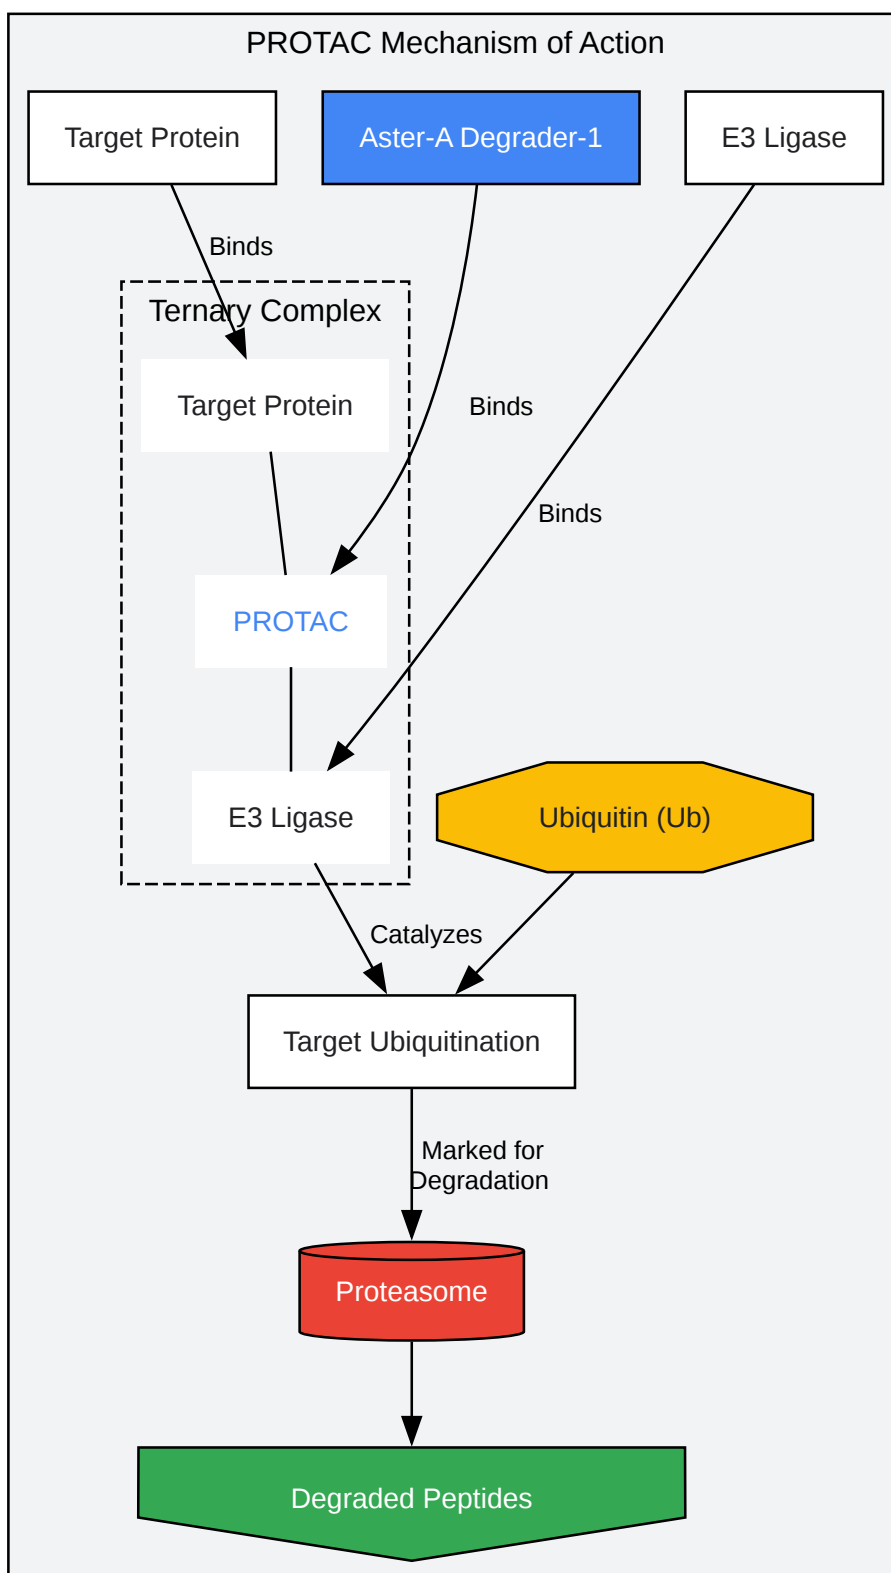 PROTAC Mechanism of Action
Target Protein
Aster-A Degrader-1
E3 Ligase
Binds
Ternary Complex
Target Protein
Binds
Binds
PROTAC
E3 Ligase
Ubiquitin (Ub)
Catalyzes
Target Ubiquitination
Marked for
Degradation
Proteasome
Degraded Peptides